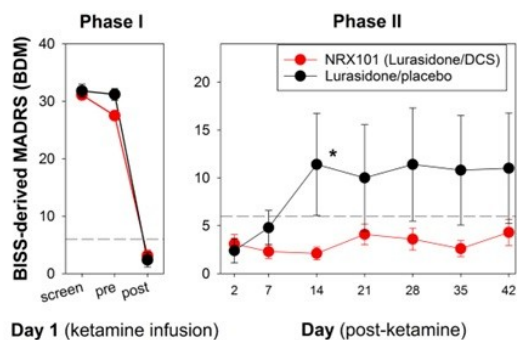 Phase I
Phase II
BISS-derived MADRS (BDM)
40
30
20
10
0
screen
pre
post
Day 1 (ketamine infusion)
NRX101 (Lurasidone/DCS)
Lurasidone/placebo
*
20
15
10
5
0
2 7 14 21 28 35 42
Day (post-ketamine)